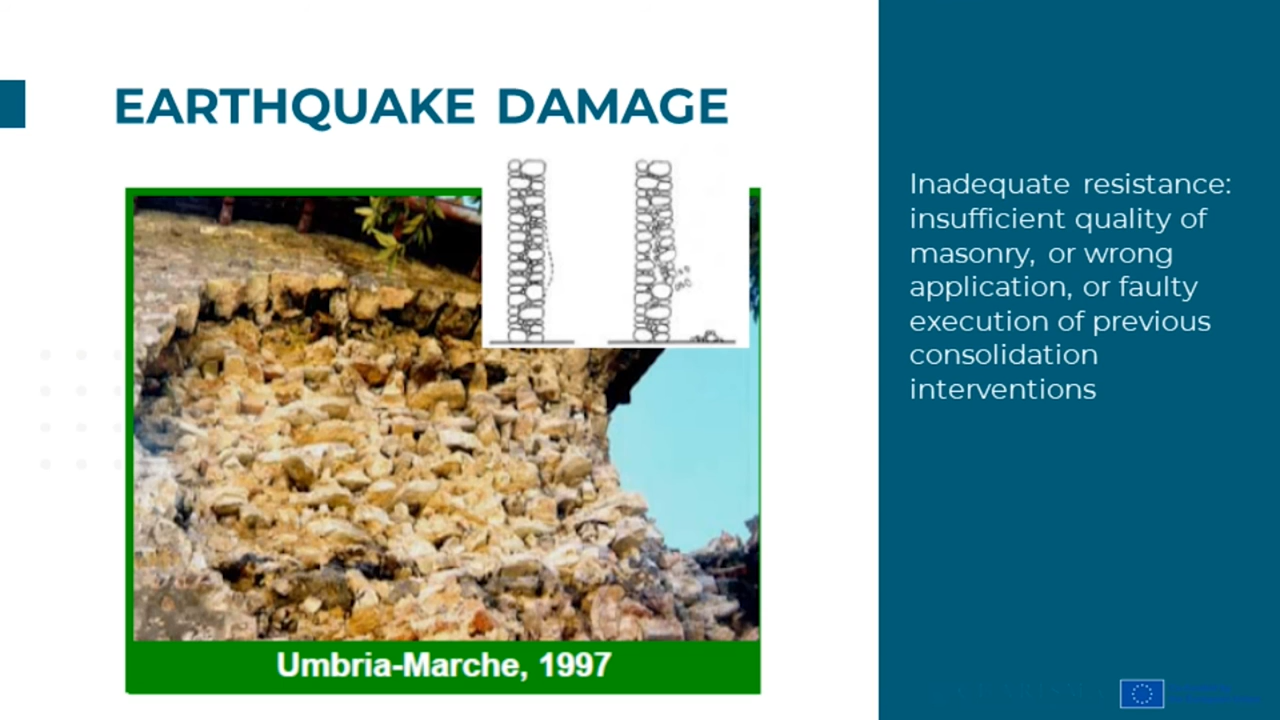 EARTHQUAKE DAMAGE
Umbria-Marche, 1997
Inadequate resistance:
insufficient quality of
masonry, or wrong
application, or faulty
execution of previous
consolidation
interventions